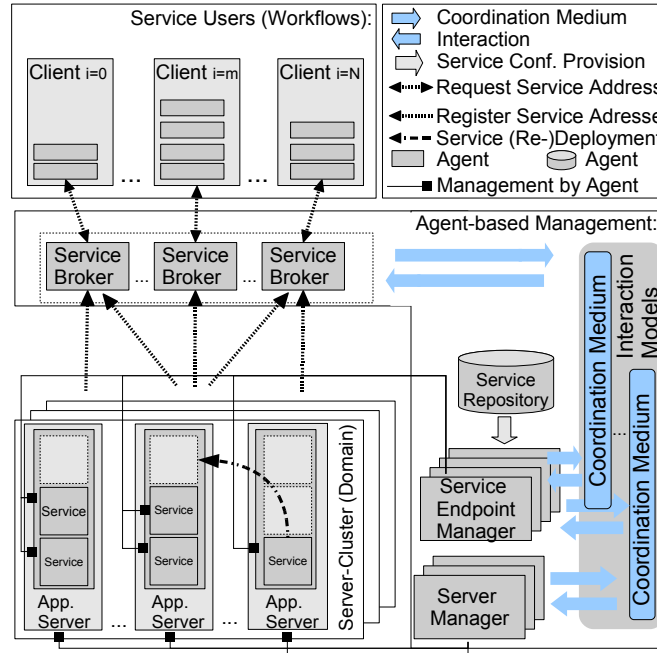 Service Users (Workflows):
Client i=0
Client i=m
Client i=N
...
...
Coordination Medium
Interaction
Service Conf. Provision
Request Service Address
Register Service Adresse
Service (Re-)Deployment
Agent
Agent
Management by Agent
Agent-based Management:
Service
Broker
...
Service
Broker
...
Service
Broker
Coordination Medium
Interaction
Models
...
Coordination Medium
Service
Repository
Service
Endpoint
Manager
Server
Manager
Server-Cluster (Domain)
Service
Service
App.
Server
...
Service
Service
App.
Server
...
Service
App.
Server